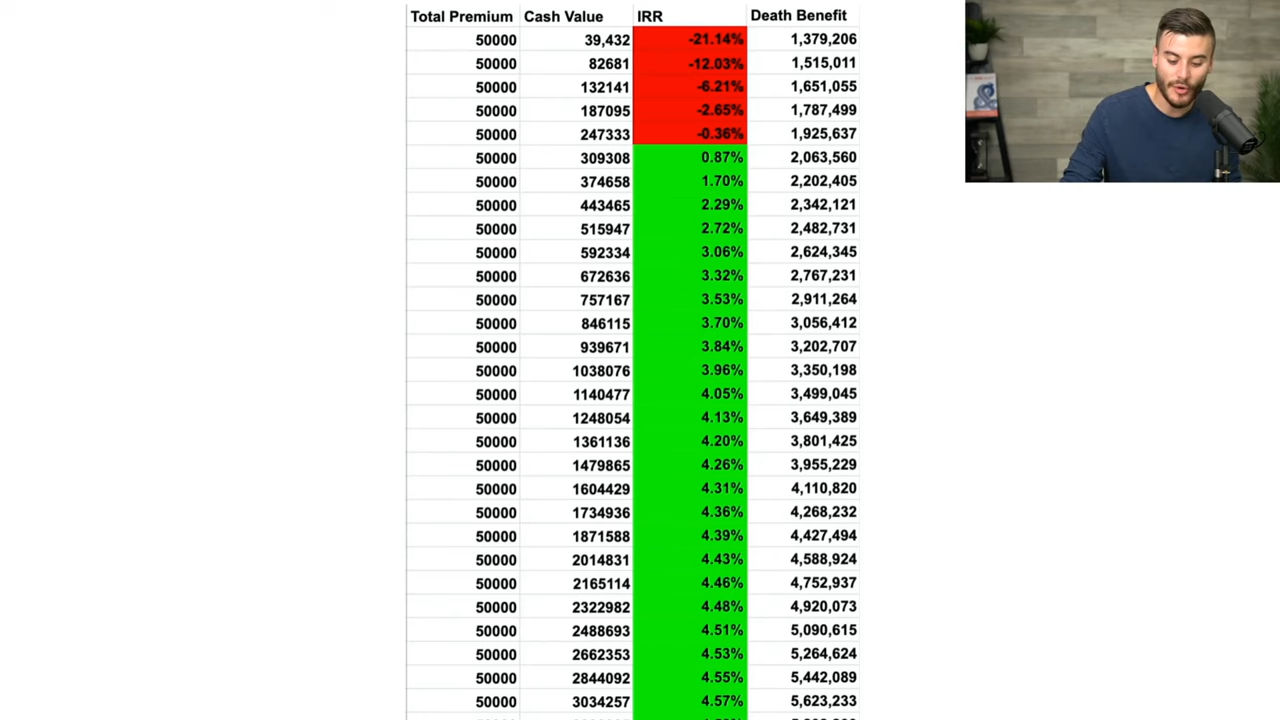 Total Premium Cash Value IRR Death Benefit
50000 39,432 -21.14% 1,379,206
50000 82681 -12.03% 1,515,011
50000 132141 -6.21% 1,651,055
50000 187095 -2.65% 1,787,499
50000 247333 -0.36% 1,925,637
50000 309308 0.87% 2,063,560
50000 374658 1.70% 2,202,405
50000 443465 2.29% 2,342,121
50000 515947 2.72% 2,482,731
50000 592334 3.06% 2,624,345
50000 672636 3.32% 2,767,231
50000 757167 3.53% 2,911,264
50000 846115 3.70% 3,056,412
50000 939671 3.84% 3,202,707
50000 1038076 3.96% 3,350,198
50000 1140477 4.05% 3,499,045
50000 1248054 4.13% 3,649,389
50000 1361136 4.20% 3,801,425
50000 1479865 4.26% 3,955,229
50000 1604429 4.31% 4,110,820
50000 1734936 4.36% 4,268,232
50000 1871588 4.39% 4,427,494
50000 2014831 4.43% 4,588,924
50000 2165114 4.46% 4,752,937
50000 2322982 4.48% 4,920,073
50000 2488693 4.51% 5,090,615
50000 2662353 4.53% 5,264,624
50000 2844092 4.55% 5,442,089
50000 3034257 4.57% 5,623,233